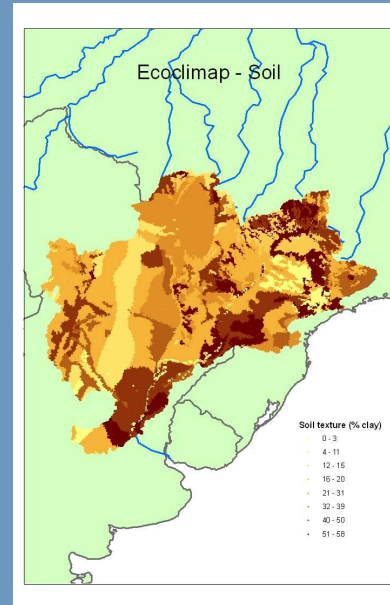 Ecoclimap - Soil
Soil texture (% clay)
0 - 3
4 - 11
12 - 15
16 - 20
21 - 31
32 - 39
40 - 50
51 - 58